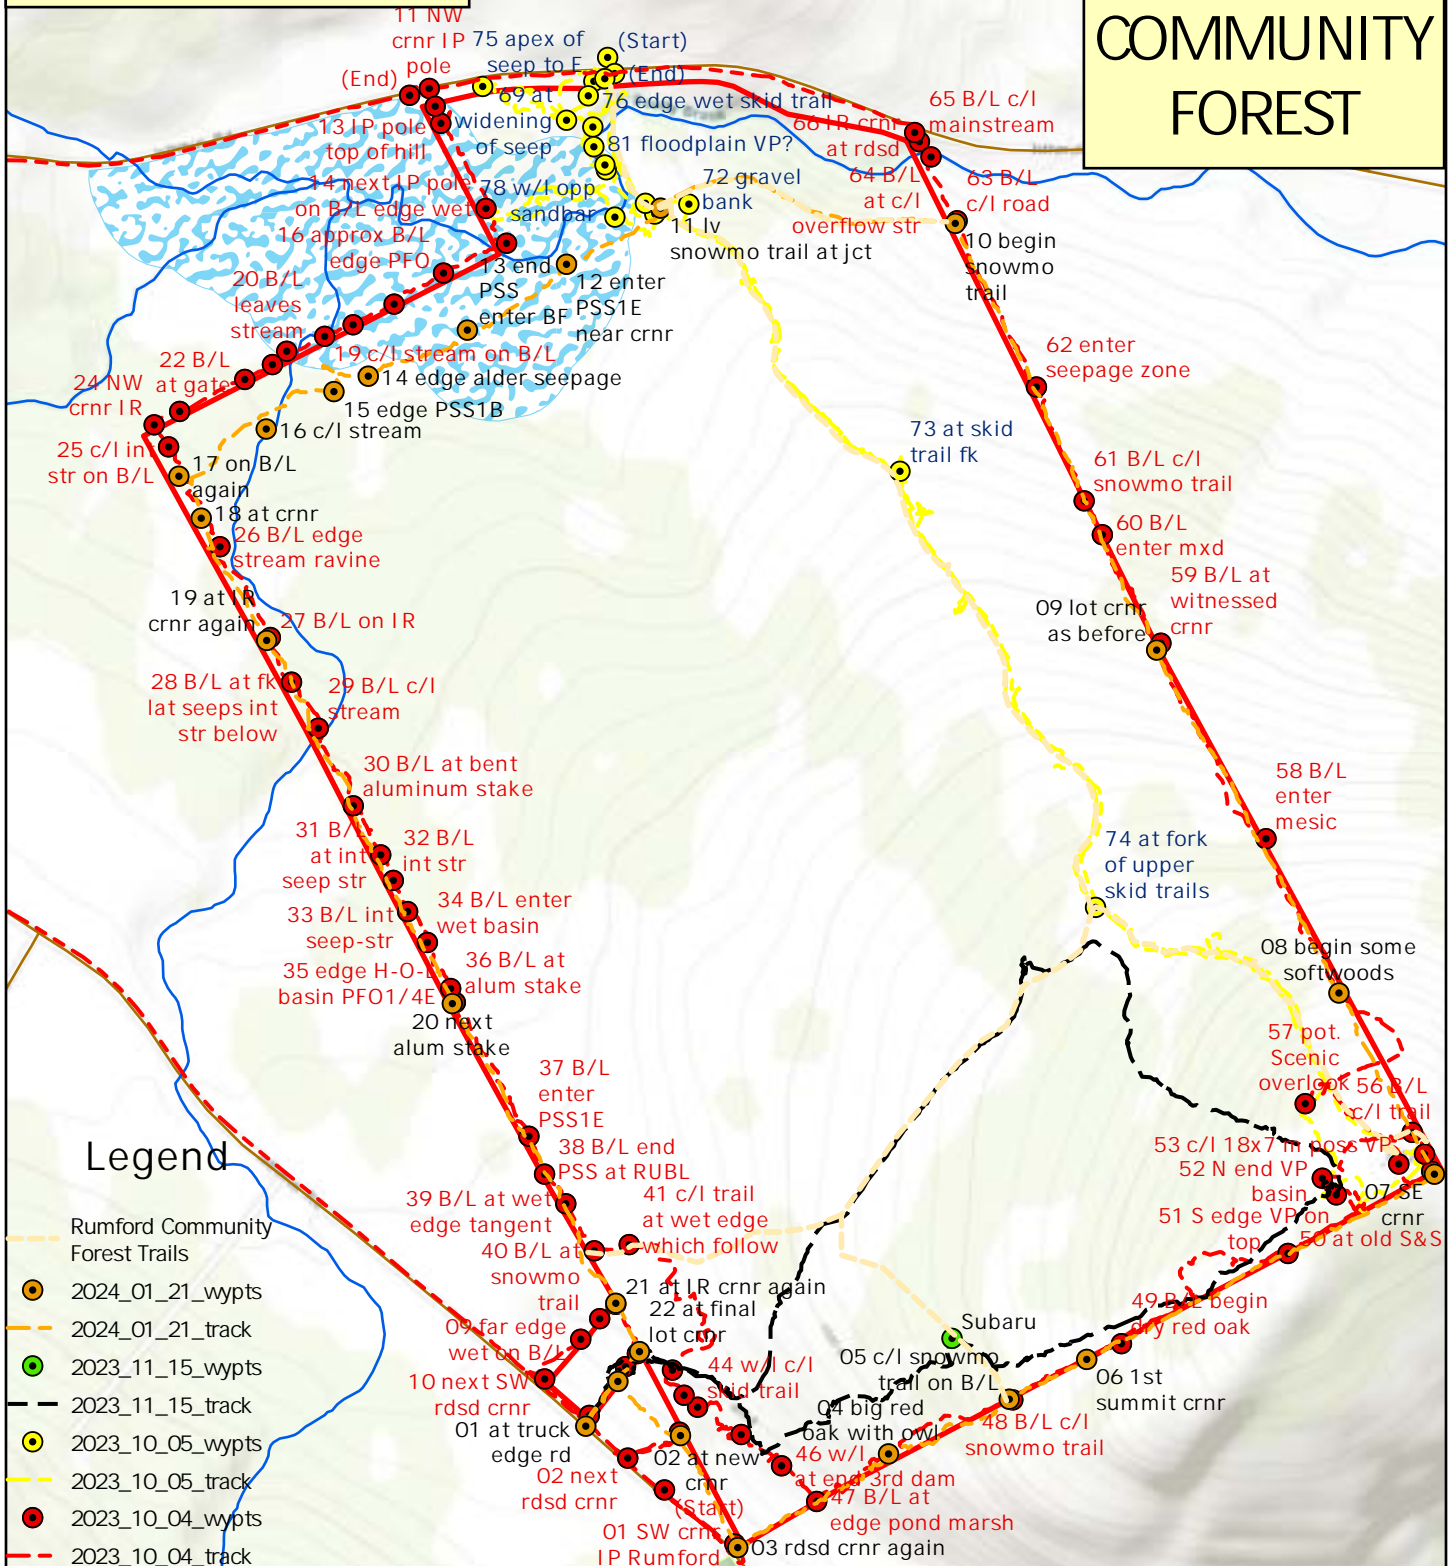 COMMUNITY
FOREST
11 NW
crnr IP
pole
(End)
75 apex of
seep to E
(Start)
(End)
69 at
widening
of seep
76 edge wet skid trail
65 B/L c/l
mainstream
66 IR crnr
at rdsd
13 IP pole
top of hill
81 floodplain VP?
14 next IP pole
on B/L edge wet
78 w/l opp
sandbar
72 gravel
bank
64 B/L
at c/l
overflow str
63 B/L
c/l road
16 approx B/L
edge PFO
11 lv
snowmo trail at jct
10 begin
snowmo
trail
20 B/L
leaves
stream
13 end
PSS
enter BF
12 enter
PSS1E
near crnr
62 enter
seepage zone
22 B/L
at gate
19 c/l stream on B/L
14 edge alder seepage
24 NW
crnr IR
15 edge PSS1B
16 c/l stream
25 c/l int
str on B/L
17 on B/L
again
18 at crnr
73 at skid
trail fk
61 B/L c/l
snowmo trail
26 B/L edge
stream ravine
60 B/L
enter mxd
59 B/L at
witnessed
crnr
19 at IR
crnr again
27 B/L on IR
09 lot crnr
as before
28 B/L at fk
lat seeps int
str below
29 B/L c/l
stream
30 B/L at bent
aluminum stake
58 B/L
enter
mesic
31 B/L
at int
seep str
32 B/L
int str
74 at fork
of upper
skid trails
33 B/L int
seep-str
34 B/L enter
wet basin
35 edge H-O-L
basin PFO1/4E
36 B/L at
alum stake
08 begin some
softwoods
20 next
alum stake
57 pot.
Scenic
overlook
56 B/L
c/l trail
37 B/L
enter
PSS1E
38 B/L end
PSS at RUBL
53 c/l 18x7 m poss VP
52 N end VP
basin
07 SE
crnr
39 B/L at wet
edge tangent
41 c/l trail
at wet edge
which follow
51 S edge VP on
top
50 at old S&S
40 B/L at
snowmo
trail
21 at IR crnr again
22 at final
lot crnr
49 B/L begin
dry red oak
Subaru
09 far edge
wet on B/L
05 c/l snowmo
trail on B/L
10 next SW
rdsd crnr
44 w/l c/l
skid trail
06 1st
summit crnr
01 at truck
edge rd
04 big red
oak with owl
48 B/L c/l
snowmo trail
02 next
rdsd crnr
02 at new
crnr
46 w/l
at end 3rd dam
(Start)
47 B/L at
edge pond marsh
01 SW crnr
IP Rumford
03 rdsd crnr again
Legend
Rumford Community
Forest Trails
2024_01_21_wypts
2024_01_21_track
2023_11_15_wypts
2023_11_15_track
2023_10_05_wypts
2023_10_05_track
2023_10_04_wypts
2023_10_04_track